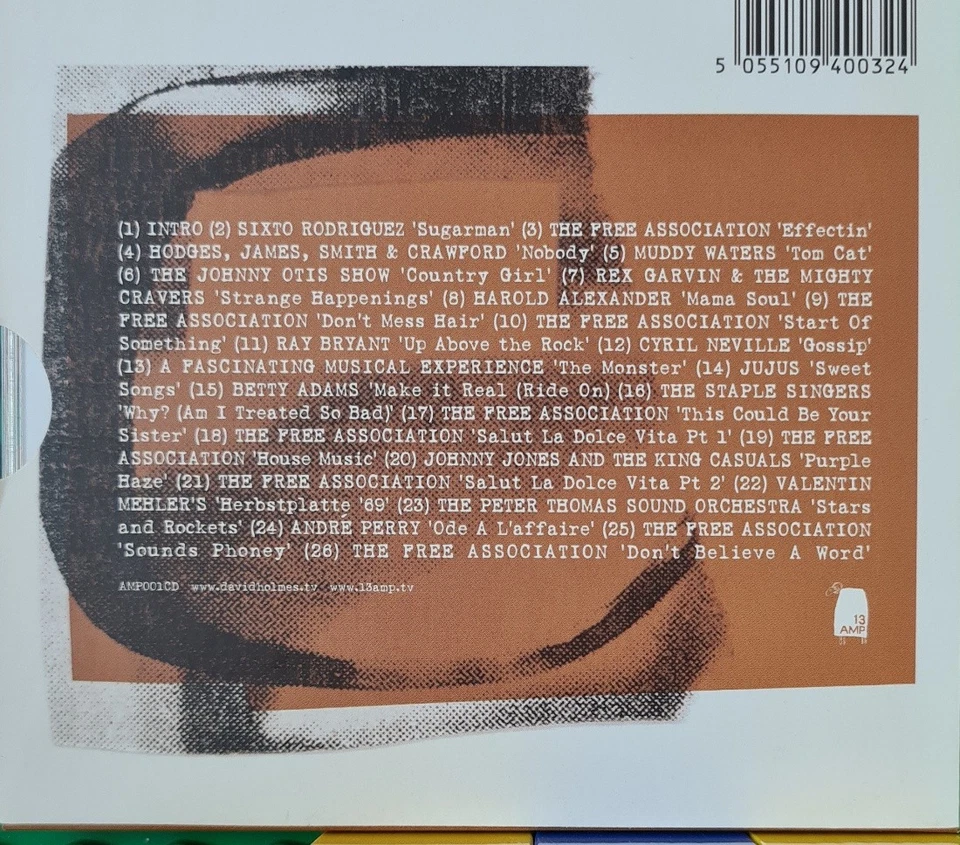 5 055109 400324
The
(1) INTRO (2) SIXTO RODRIGUEZ 'Sugarman' (3) THE FREE ASSOCIATION 'Effectin'
(4) HODGES, JAMES, SMITH & CRAWFORD 'Nobody' (5) MUDDY WATERS 'Tom Cat'
(6) THE JOHNNY OTIS SHOW 'Country Girl' (7) REX GARVIN & THE MIGHTY
CRAVERS 'Strange Happenings' (8) HAROLD ALEXANDER 'Mama Soul' (9) THE
FREE ASSOCIATION 'Don't Mess Hair' (10) THE FREE ASSOCIATION 'Start Of
Something' (11) RAY BRYANT 'Up Above the Rock' (12) CYRIL NEVILLE 'Gossip'
(13) A FASCINATING MUSICAL EXPERIENCE 'The Monster' (14) JUJUS 'Sweet
Songs' (15) BETTY ADAMS 'Make it Real (Ride On) (16) THE STAPLE SINGERS
'Why? (Am I Treated So Bad)' (17) THE FREE ASSOCIATION 'This Could Be Your
Sister' (18) THE FREE ASSOCIATION 'Salut La Dolce Vita Pt 1' (19) THE FREE
ASSOCIATION 'House Music' (20) JOHNNY JONES AND THE KING CASUALS 'Purple
Haze' (21) THE FREE ASSOCIATION 'Salut La Dolce Vita Pt 2' (22) VALENTIN
MEHLER'S 'Herbstplatte '69' (23) THE PETER THOMAS SOUND ORCHESTRA 'Stars
and Rockets' (24) ANDRÉ PERRY 'Ode A L'affaire' (25) THE FREE ASSOCIATION
'Sounds Phoney' (26) THE FREE ASSOCIATION 'Don't Believe A Word'
AMP001CD www.davidholmes.tv www.13amp.tv
13
AMP